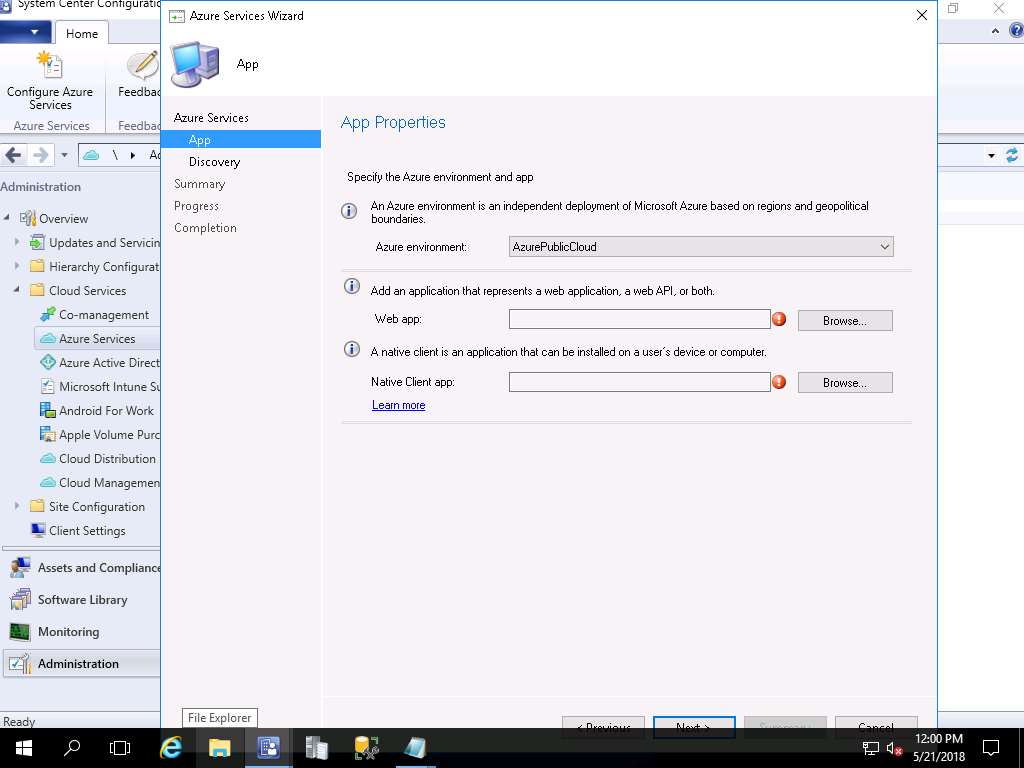 System Center Configuratio
Azure Services Wizard
Home
App
Configure Azure
Services
Feedbac
Azure Services
Feedbac
\
Ad
Azure Services
App
Discovery
Summary
Progress
Completion
App Properties
Specify the Azure environment and app
An Azure environment is an independent deployment of Microsoft Azure based on regions and geopolitical
boundaries.
Azure environment:
AzurePublicCloud
Add an application that represents a web application, a web API, or both.
Web app:
Browse...
A native client is an application that can be installed on a user's device or computer.
Native Client app:
Browse...
Learn more
Administration
Overview
Updates and Servicin
Hierarchy Configurat
Cloud Services
Co-management
Azure Services
Azure Active Direct
Microsoft Intune Su
Android For Work
Apple Volume Purc
Cloud Distribution
Cloud Managemen
Site Configuration
Client Settings
Assets and Compliance
Software Library
Monitoring
Administration
< Previous
Next >
Summary
Cancel
File Explorer
Ready
12:00 PM
5/21/2018